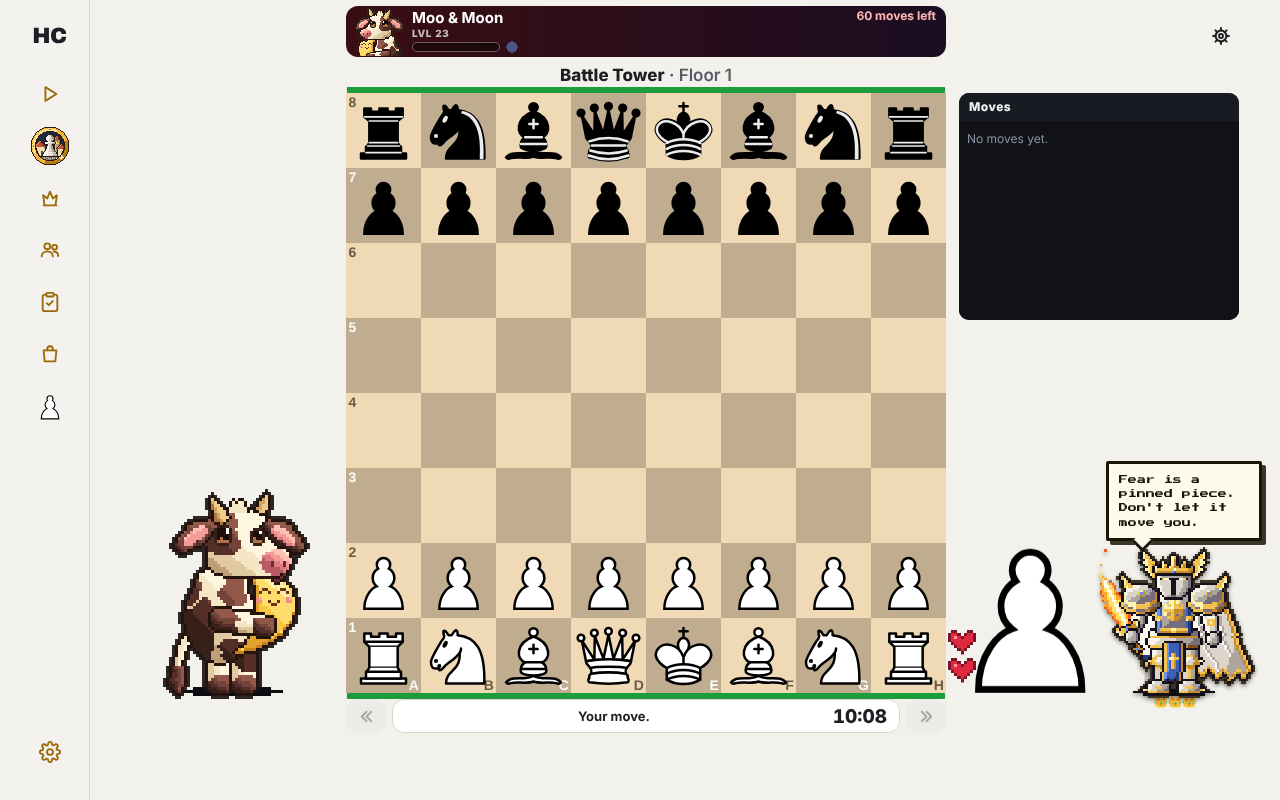 HC
Moo & Moon
LVL 23
60 moves left
Battle Tower · Floor 1
8
7
6
5
4
3
2
1
A B C D E F G H
Moves
No moves yet.
Fear is a
pinned piece.
Don't let it
move you.
« Your move. 10:08 »